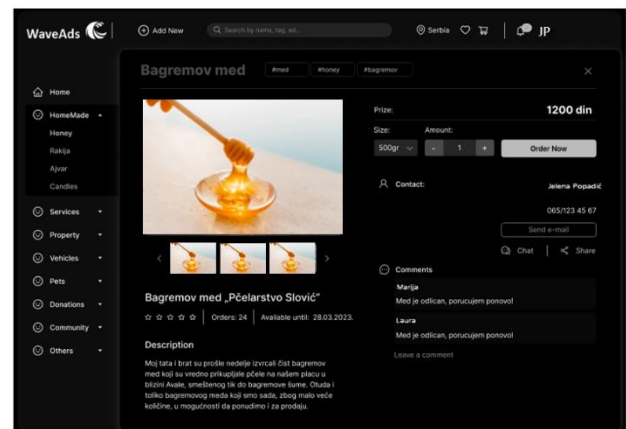 WaveAds
Add New
Search by name, tag, ad...
Serbia
JP
Bagremov med
#med
#honey
#bagremov
Home
HomeMade
Honey
Rakija
Ajvar
Candles
Services
Property
Vehicles
Pets
Donations
Community
Others
Prize:
1200 din
Size:
Amount:
500gr
-
1
+
Order Now
Contact:
Jelena Popadić
065/123 45 67
Send e-mail
Chat
Share
Comments
Marija
Med je odlican, porucujem ponovo!
Laura
Med je odlican, porucujem ponovo!
Leave a comment
Bagremov med „Pčelarstvo Slović“
Orders: 24
Available until: 28.03.2023.
Description
Moj tata i brat su prošle nedelje izvrcali čist bagremov
med koji su vredno prikupljale pčele na našem placu u
blizini Avale, smeštenog tik do bagremove šume. Otuda i
toliko bagremovog meda koji smo sada, zbog malo veće
količine, u mogućnosti da ponudimo i za prodaju.